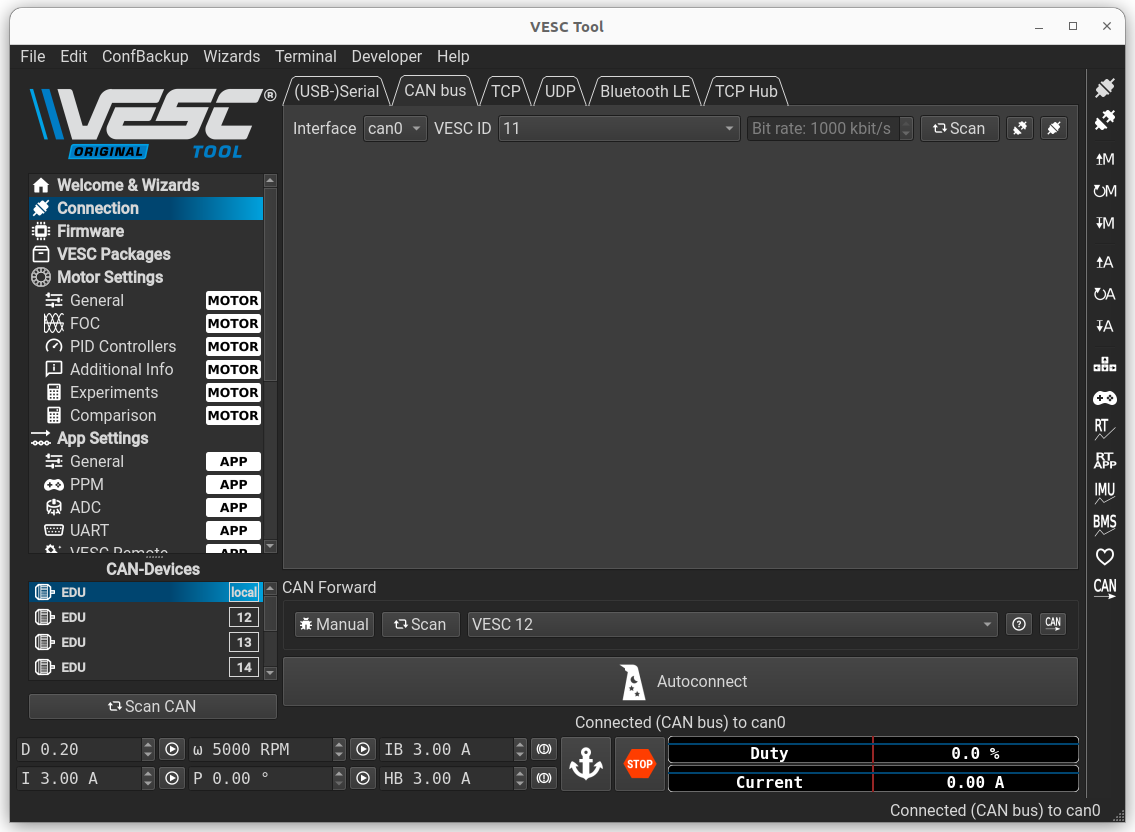 VESC Tool
File Edit ConfBackup Wizards Terminal Developer Help
VESC®
ORIGINAL TOOL
(USB-)Serial CAN bus TCP UDP Bluetooth LE TCP Hub
Interface can0 VESC ID 11 Bit rate: 1000 kbit/s Scan
Welcome & Wizards
Connection
Firmware
VESC Packages
Motor Settings
General MOTOR
FOC MOTOR
PID Controllers MOTOR
Additional Info MOTOR
Experiments MOTOR
Comparison MOTOR
App Settings
General APP
PPM APP
ADC APP
UART APP
VESC Remote APP
CAN-Devices
EDU local
EDU 12
EDU 13
EDU 14
Scan CAN
CAN Forward
Manual Scan VESC 12 CAN
Autoconnect
Connected (CAN bus) to can0
D 0.20 ω 5000 RPM IB 3.00 A
I 3.00 A P 0.00 ° HB 3.00 A
STOP
Duty 0.0 %
Current 0.00 A
Connected (CAN bus) to can0
M
M
M
A
A
A
RT
RT
APP
IMU
BMS
CAN